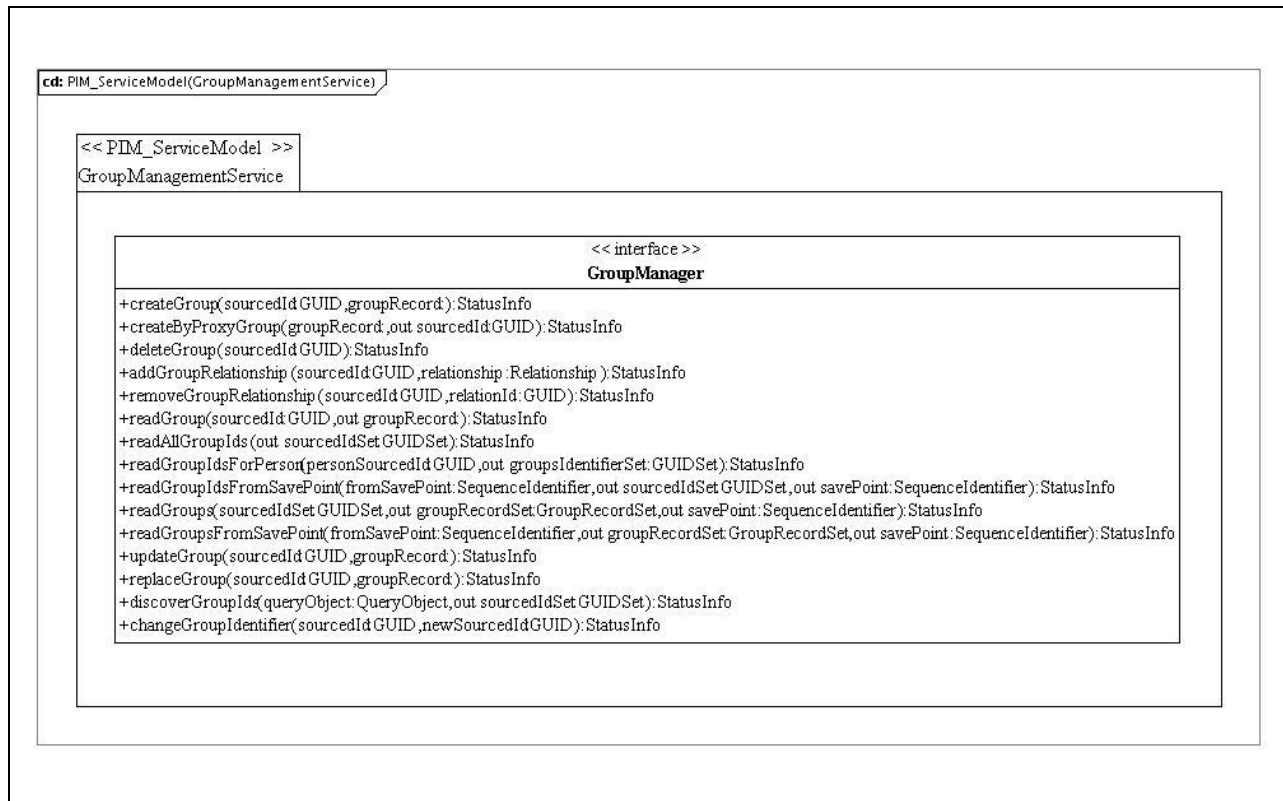 cd: PIM_ServiceModel(GroupManagementService)
<< PIM_ServiceModel >>
GroupManagementService
<< interface >>
GroupManager
+createGroup(sourcedId:GUID,groupRecord:):StatusInfo
+createByProxyGroup(groupRecord:,out sourcedId:GUID):StatusInfo
+deleteGroup(sourcedId:GUID):StatusInfo
+addGroupRelationship(sourcedId:GUID,relationship:Relationship):StatusInfo
+removeGroupRelationship(sourcedId:GUID,relationId:GUID):StatusInfo
+readGroup(sourcedId:GUID,out groupRecord:):StatusInfo
+readAllGroupIds(out sourcedIdSet:GUIDSet):StatusInfo
+readGroupIdsForPerson(personSourcedId:GUID,out groupsIdentifierSet:GUIDSet):StatusInfo
+readGroupIdsFromSavePoint(fromSavePoint:SequenceIdentifier,out sourcedIdSet:GUIDSet,out savePoint:SequenceIdentifier):StatusInfo
+readGroups(sourcedIdSet:GUIDSet,out groupRecordSet:GroupRecordSet,out savePoint:SequenceIdentifier):StatusInfo
+readGroupsFromSavePoint(fromSavePoint:SequenceIdentifier,out groupRecordSet:GroupRecordSet,out savePoint:SequenceIdentifier):StatusInfo
+updateGroup(sourcedId:GUID,groupRecord:):StatusInfo
+replaceGroup(sourcedId:GUID,groupRecord:):StatusInfo
+discoverGroupIds(queryObject:QueryObject,out sourcedIdSet:GUIDSet):StatusInfo
+changeGroupIdentifier(sourcedId:GUID,newSourcedId:GUID):StatusInfo